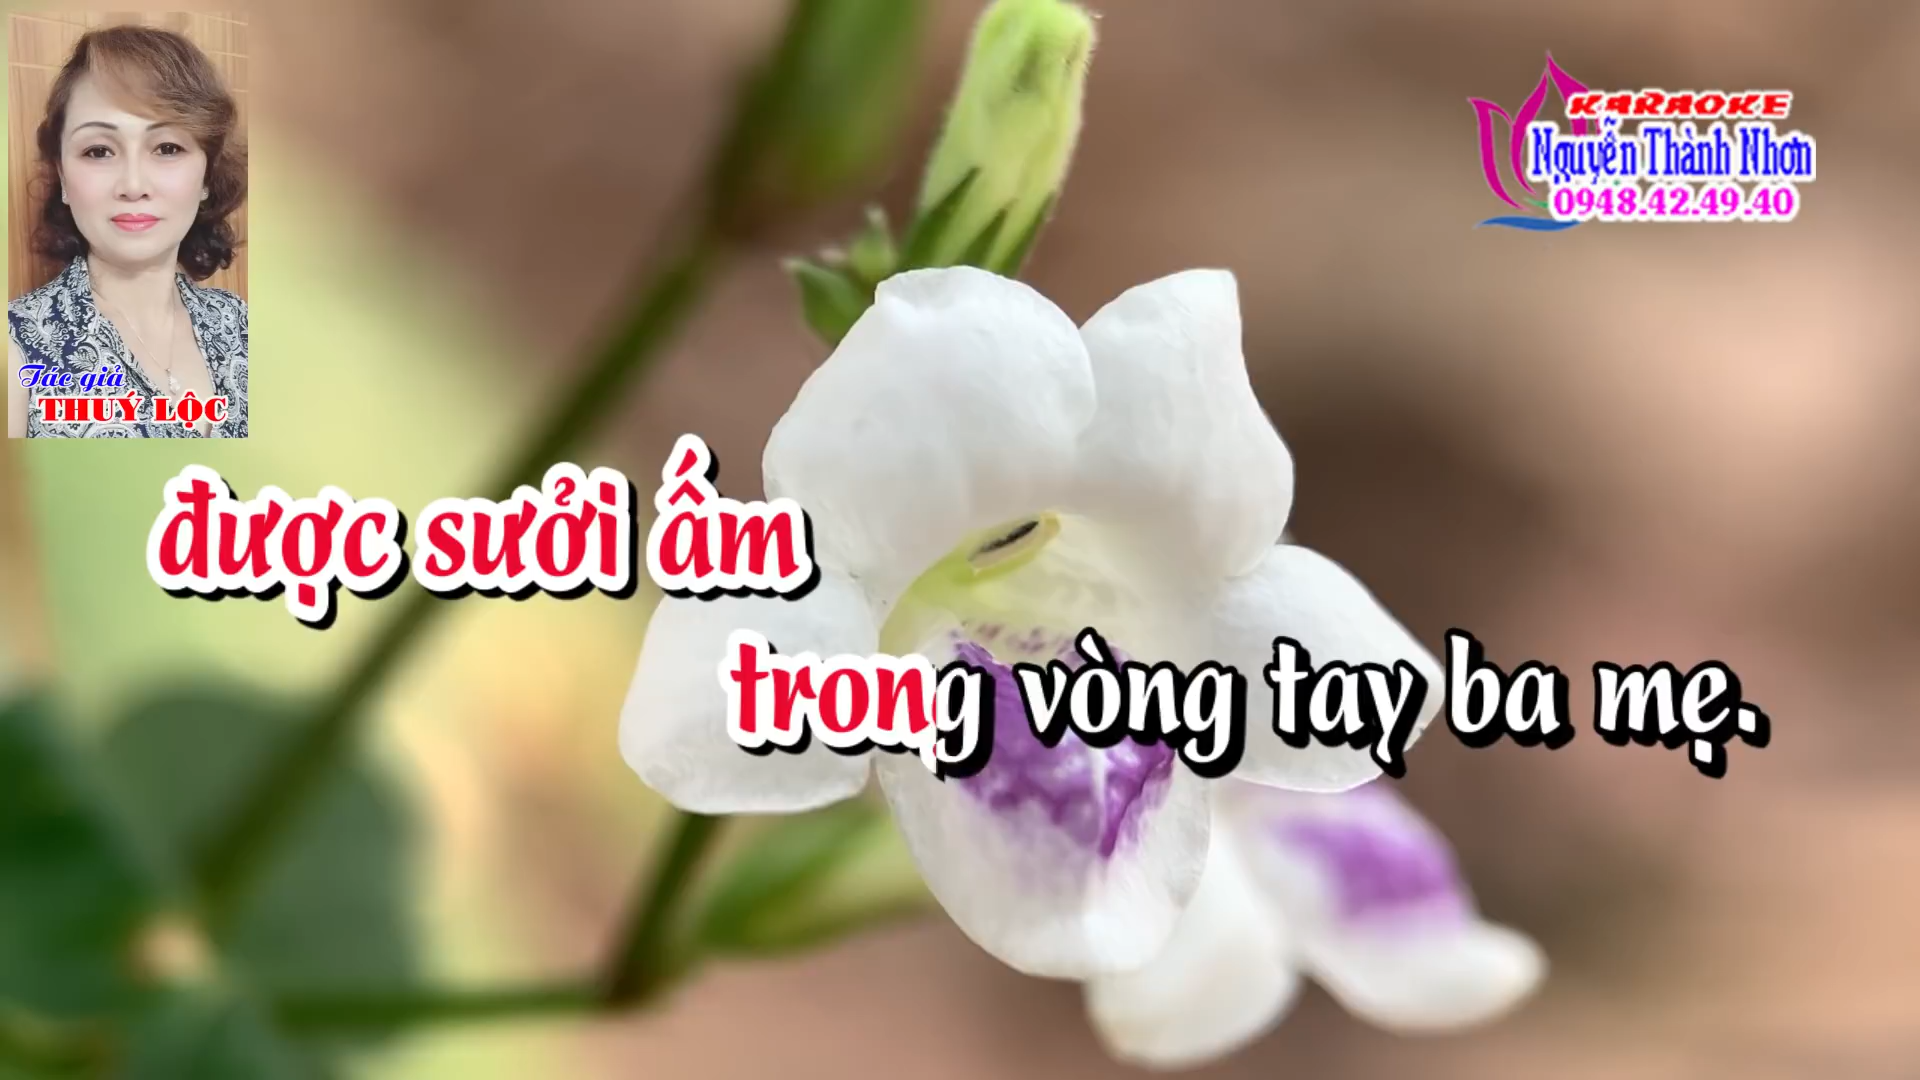 KARAOKE
Nguyễn Thành Nhơn
0948.42.49.40
Tác giả
THUÝ LỘC
được sưởi ấm
trong vòng tay ba mẹ.